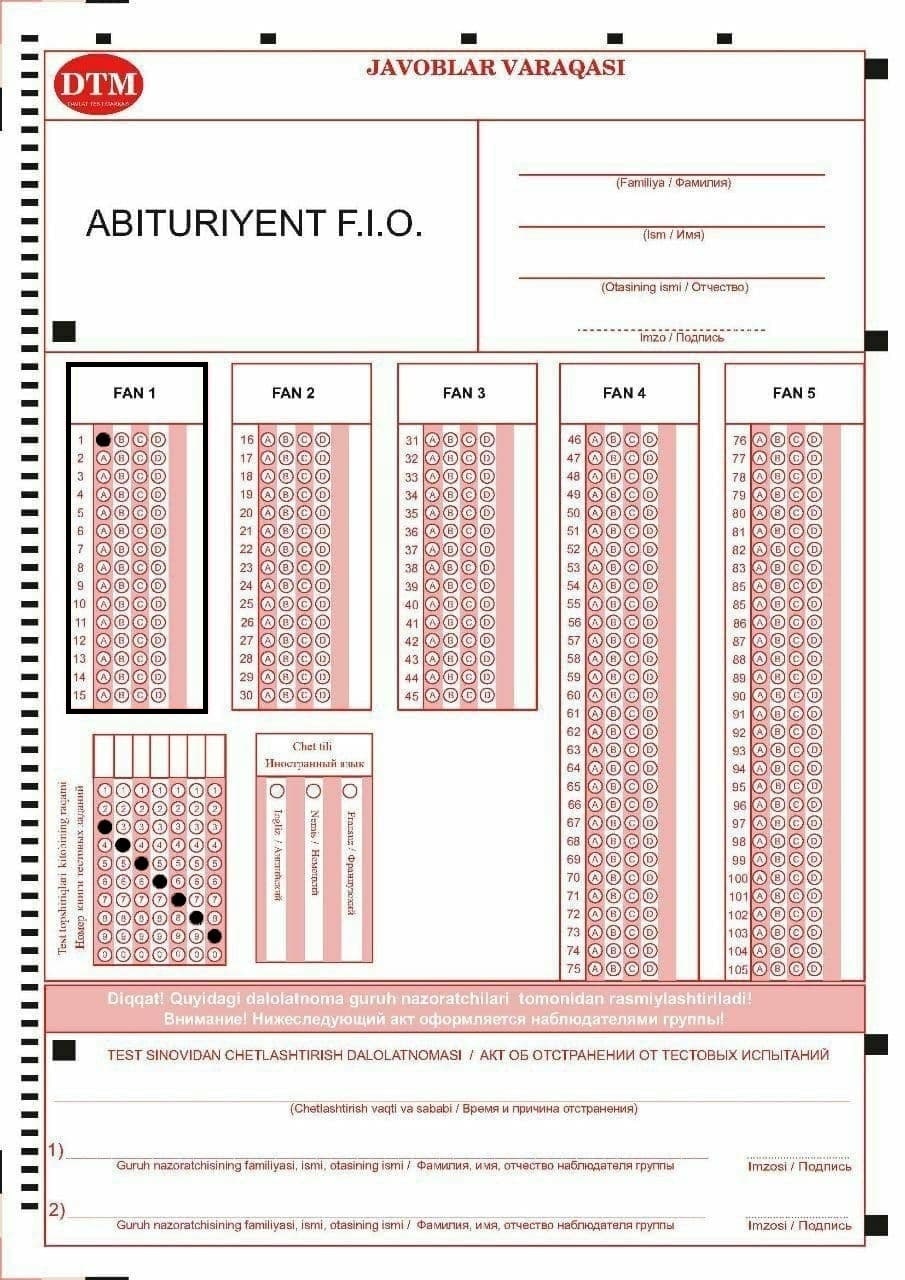 DTM
DAVLAT TEST MARKAZI
JAVOBLAR VARAQASI
ABITURIYENT F.I.O.
(Familiya / Фамилия)
(Ism / Имя)
(Otasining ismi / Отчество)
Imzo / Подпись
FAN 1
1 B C D
2 A B C D
3 A B C D
4 A B C D
5 A B C D
6 A B C D
7 A B C D
8 A B C D
9 A B C D
10 A B C D
11 A B C D
12 A B C D
13 A B C D
14 A B C D
15 A B C D
FAN 2
16 A B C D
17 A B C D
18 A B C D
19 A B C D
20 A B C D
21 A B C D
22 A B C D
23 A B C D
24 A B C D
25 A B C D
26 A B C D
27 A B C D
28 A B C D
29 A B C D
30 A B C D
FAN 3
31 A B C D
32 A B C D
33 A B C D
34 A B C D
35 A B C D
36 A B C D
37 A B C D
38 A B C D
39 A B C D
40 A B C D
41 A B C D
42 A B C D
43 A B C D
44 A B C D
45 A B C D
FAN 4
46 A B C D
47 A B C D
48 A B C D
49 A B C D
50 A B C D
51 A B C D
52 A B C D
53 A B C D
54 A B C D
55 A B C D
56 A B C D
57 A B C D
58 A B C D
59 A B C D
60 A B C D
61 A B C D
62 A B C D
63 A B C D
64 A B C D
65 A B C D
66 A B C D
67 A B C D
68 A B C D
69 A B C D
70 A B C D
71 A B C D
72 A B C D
73 A B C D
74 A B C D
75 A B C D
FAN 5
76 A B C D
77 A B C D
78 A B C D
79 A B C D
80 A B C D
81 A B C D
82 A B C D
83 A B C D
85 A B C D
85 A B C D
86 A B C D
87 A B C D
88 A B C D
89 A B C D
90 A B C D
91 A B C D
92 A B C D
93 A B C D
94 A B C D
95 A B C D
96 A B C D
97 A B C D
98 A B C D
99 A B C D
100 A B C D
101 A B C D
102 A B C D
103 A B C D
104 A B C D
105 A B C D
Test topshiriqlari kitobining raqami
Номер книги тестовых заданий
1 1 1 1 1 1 1
2 2 2 2 2 2 2
3 3 3 3 3 3
4 4 4 4 4 4
5 5 5 5 5 5
6 6 6 6 6 6
7 7 7 7 7 7
8 8 8 8 8 8
9 9 9 9 9 9
0 0 0 0 0 0 0
Chet tili
Иностранный язык
Ingliz / Английский
Nemis / Немецкий
Fransuz / Французский
Diqqat! Quyidagi dalolatnoma guruh nazoratchilari tomonidan rasmiylashtiriladi!
Внимание! Нижеследующий акт оформляется наблюдателями группы!
TEST SINOVIDAN CHETLASHTIRISH DALOLATNOMASI / АКТ ОБ ОТСТРАНЕНИИ ОТ ТЕСТОВЫХ ИСПЫТАНИЙ
(Chetlashtirish vaqti va sababi / Время и причина отстранения)
1)
Guruh nazoratchisining familiyasi, ismi, otasining ismi / Фамилия, имя, отчество наблюдателя группы Imzosi / Подпись
2)
Guruh nazoratchisining familiyasi, ismi, otasining ismi / Фамилия, имя, отчество наблюдателя группы Imzosi / Подпись